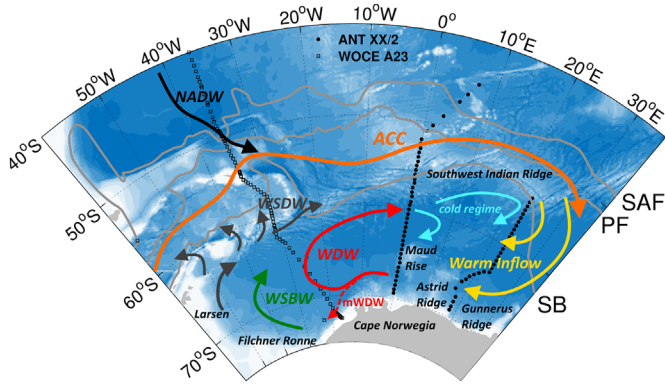 50°W
40°W
30°W
20°W
10°W
0°
10°E
20°E
30°E
40°S
50°S
60°S
70°S
ANT XX/2
WOCE A23
NADW
ACC
Southwest Indian Ridge
SAF
PF
SB
WSDW
cold regime
WDW
Maud
Rise
Warm Inflow
WSBW
mWDW
Astrid
Ridge
Gunnerus
Ridge
Larsen
Cape Norwegia
Filchner Ronne